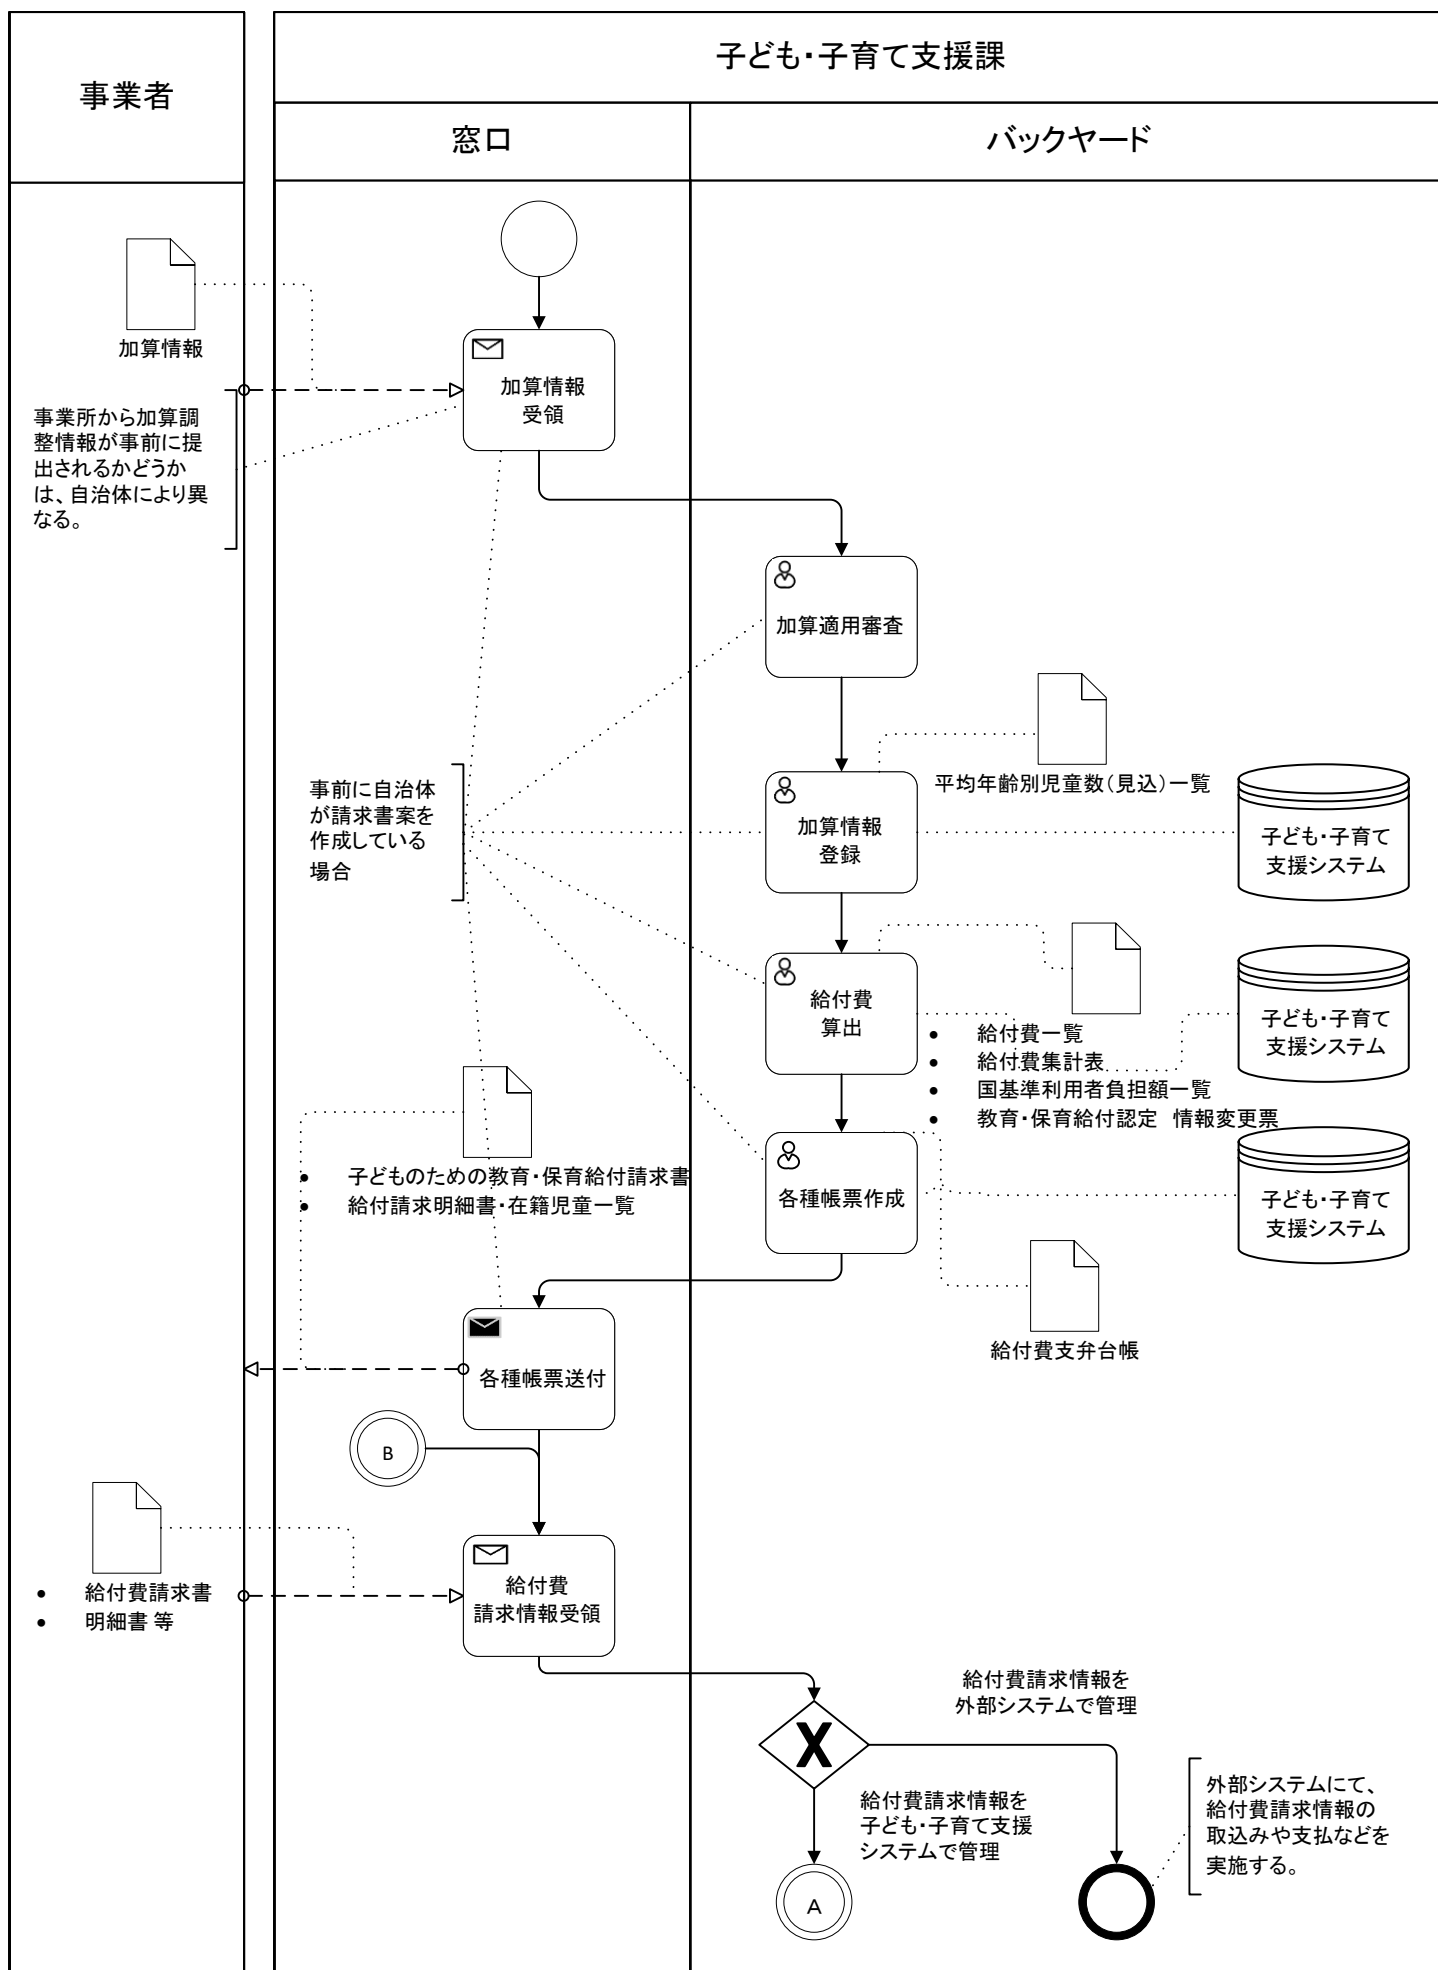 事業者
子ども・子育て支援課
窓口
バックヤード
加算情報
加算情報
受領
事業所から加算調
整情報が事前に提
出されるかどうか
は、自治体により異
なる。
加算適用審査
平均年齢別児童数(見込)一覧
事前に自治体
が請求書案を
作成している
場合
加算情報
登録
子ども・子育て
支援システム
給付費
算出
• 給付費一覧
• 給付費集計表
• 国基準利用者負担額一覧
• 教育・保育給付認定 情報変更票
子ども・子育て
支援システム
• 子どものための教育・保育給付請求書
• 給付請求明細書・在籍児童一覧
各種帳票作成
子ども・子育て
支援システム
給付費支弁台帳
各種帳票送付
B
• 給付費請求書
• 明細書 等
給付費
請求情報受領
給付費請求情報を
外部システムで管理
X
給付費請求情報を
子ども・子育て支援
システムで管理
外部システムにて、
給付費請求情報の
取込みや支払などを
実施する。
A